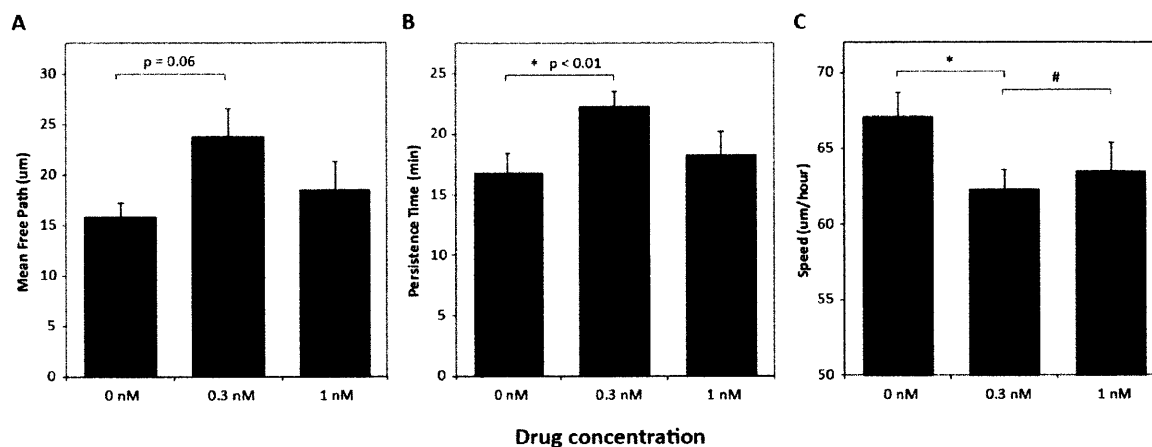 A
B
C
p = 0.06
* p < 0.01
*
#
30
25
20
15
10
5
0
Mean Free Path (um)
0 nM 0.3 nM 1 nM
25
20
15
10
5
0
Persistence Time (min)
0 nM 0.3 nM 1 nM
70
65
60
55
50
Speed (um/hour)
0 nM 0.3 nM 1 nM
Drug concentration